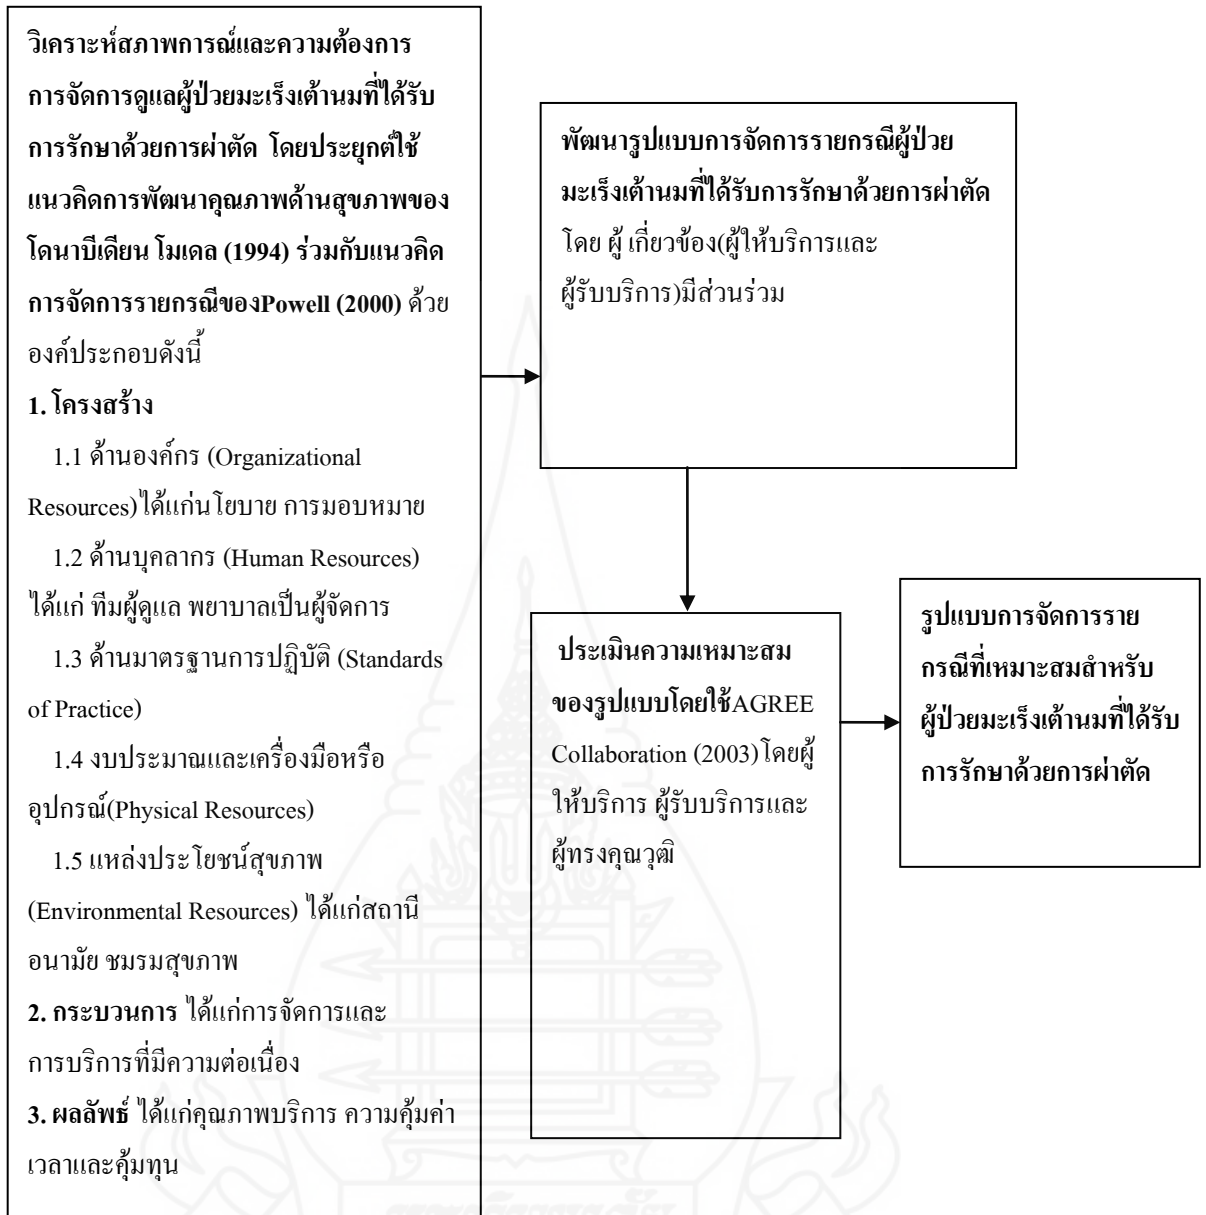 วิเคราะห์สภาพการณ์และความต้องการ
การจัดการดูแลผู้ป่วยมะเร็งเต้านมที่ได้รับ
การรักษาด้วยการผ่าตัด โดยประยุกต์ใช้
แนวคิดการพัฒนาคุณภาพด้านสุขภาพของ
โดนาบีเดียน โมเดล (1994) ร่วมกับแนวคิด
การจัดการรายกรณีของPowell (2000) ด้วย
องค์ประกอบดังนี้
1. โครงสร้าง
1.1 ด้านองค์กร (Organizational
Resources)ได้แก่นโยบาย การมอบหมาย
1.2 ด้านบุคลากร (Human Resources)
ได้แก่ ทีมผู้ดูแล พยาบาลเป็นผู้จัดการ
1.3 ด้านมาตรฐานการปฏิบัติ (Standards
of Practice)
1.4 งบประมาณและเครื่องมือหรือ
อุปกรณ์(Physical Resources)
1.5 แหล่งประโยชน์สุขภาพ
(Environmental Resources) ได้แก่สถานี
อนามัย ชมรมสุขภาพ
2. กระบวนการ ได้แก่การจัดการและ
การบริการที่มีความต่อเนื่อง
3. ผลลัพธ์ ได้แก่คุณภาพบริการ ความคุ้มค่า
เวลาและคุ้มทุน
พัฒนารูปแบบการจัดการรายกรณีผู้ป่วย
มะเร็งเต้านมที่ได้รับการรักษาด้วยการผ่าตัด
โดย ผู้ เกี่ยวข้อง(ผู้ให้บริการและ
ผู้รับบริการ)มีส่วนร่วม
ประเมินความเหมาะสม
ของรูปแบบโดยใช้AGREE
Collaboration (2003)โดยผู้
ให้บริการ ผู้รับบริการและ
ผู้ทรงคุณวุฒิ
รูปแบบการจัดการราย
กรณีที่เหมาะสมสำหรับ
ผู้ป่วยมะเร็งเต้านมที่ได้รับ
การรักษาด้วยการผ่าตัด